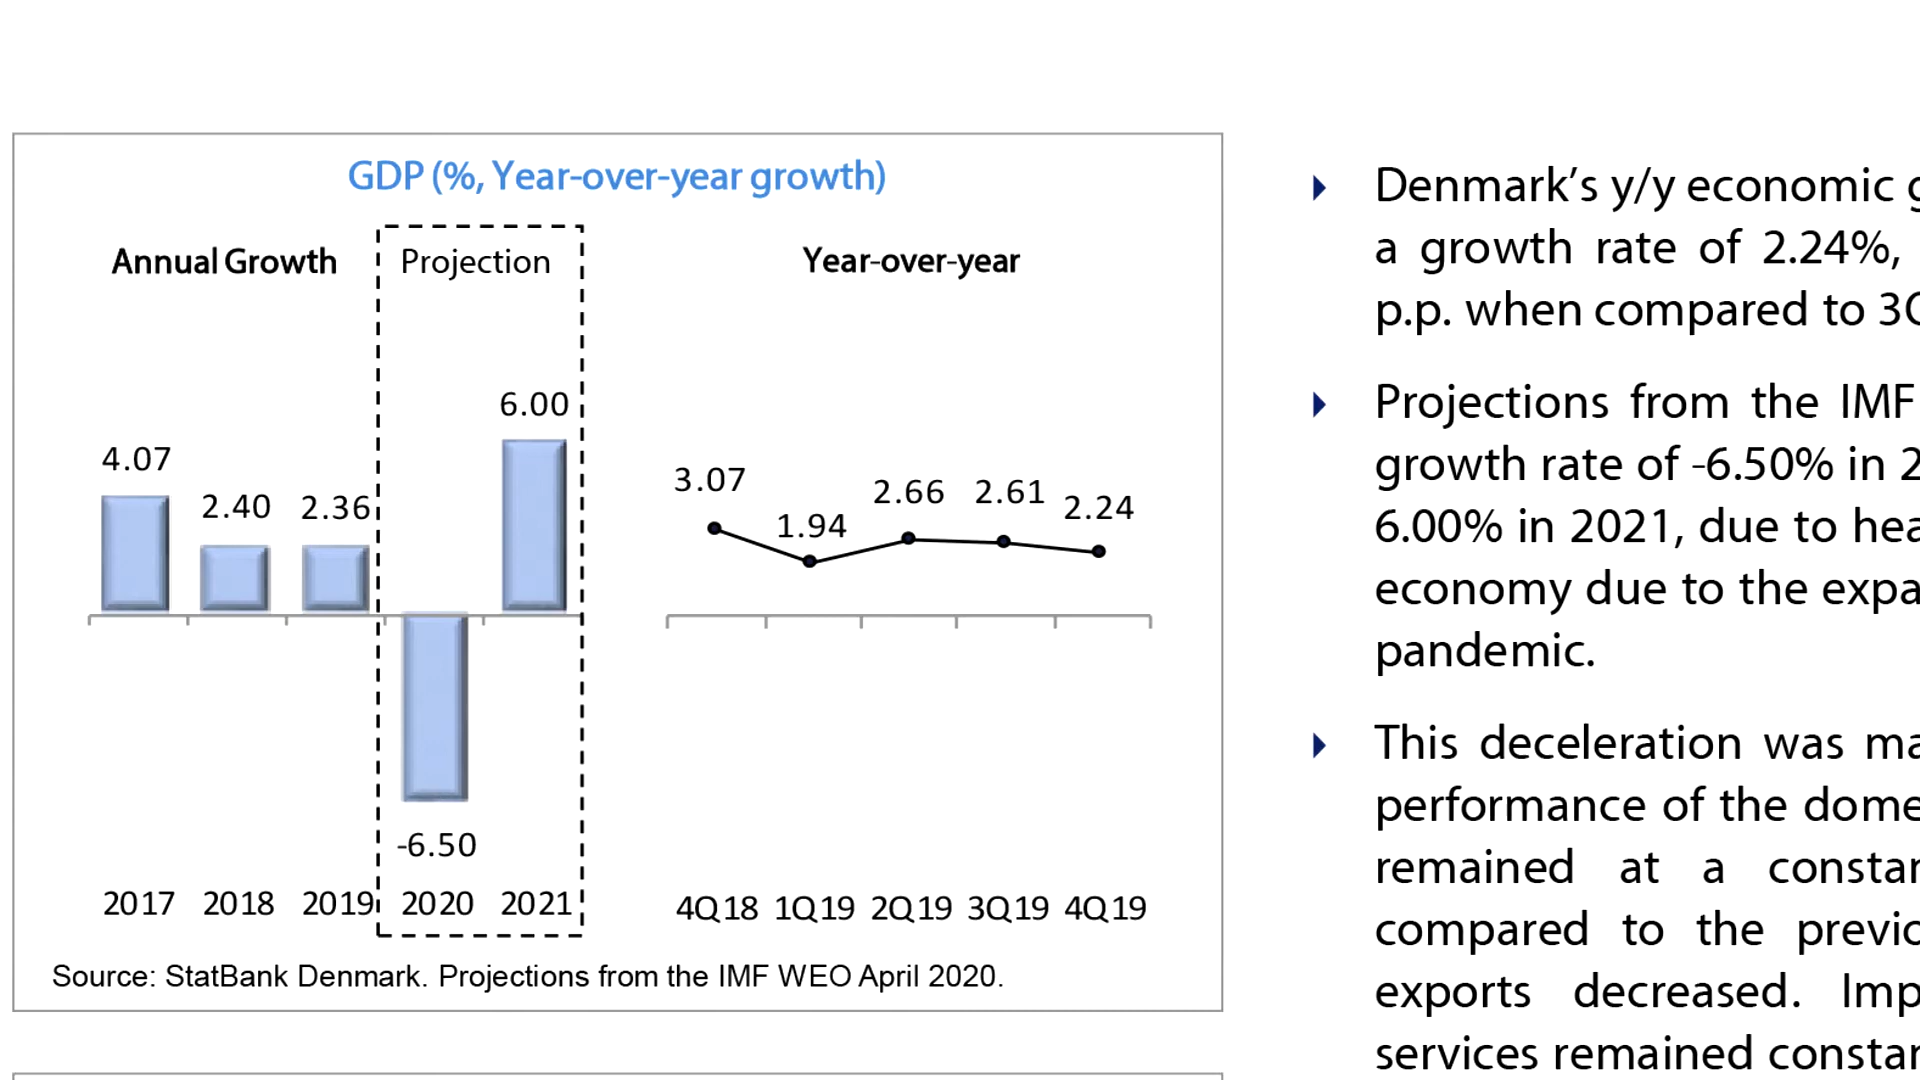 GDP (%, Year-over-year growth)
Annual Growth
Projection
Year-over-year
4.07
2.40
2.36
-6.50
6.00
2017 2018 2019 2020 2021
3.07
1.94
2.66
2.61
2.24
4Q18 1Q19 2Q19 3Q19 4Q19
Source: StatBank Denmark. Projections from the IMF WEO April 2020.
Denmark’s y/y economic
a growth rate of 2.24%,
p.p. when compared to
Projections from the IMF
growth rate of -6.50% in
6.00% in 2021, due to
economy due to the
pandemic.
This deceleration was
performance of the
remained at a
compared to the
exports decreased.
services remained